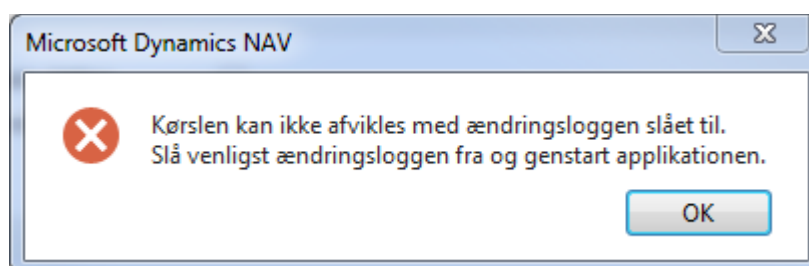 Microsoft Dynamics NAV
Kørslen kan ikke afvikles med ændringsloggen slået til.
Slå venligst ændringsloggen fra og genstart applikationen.
OK